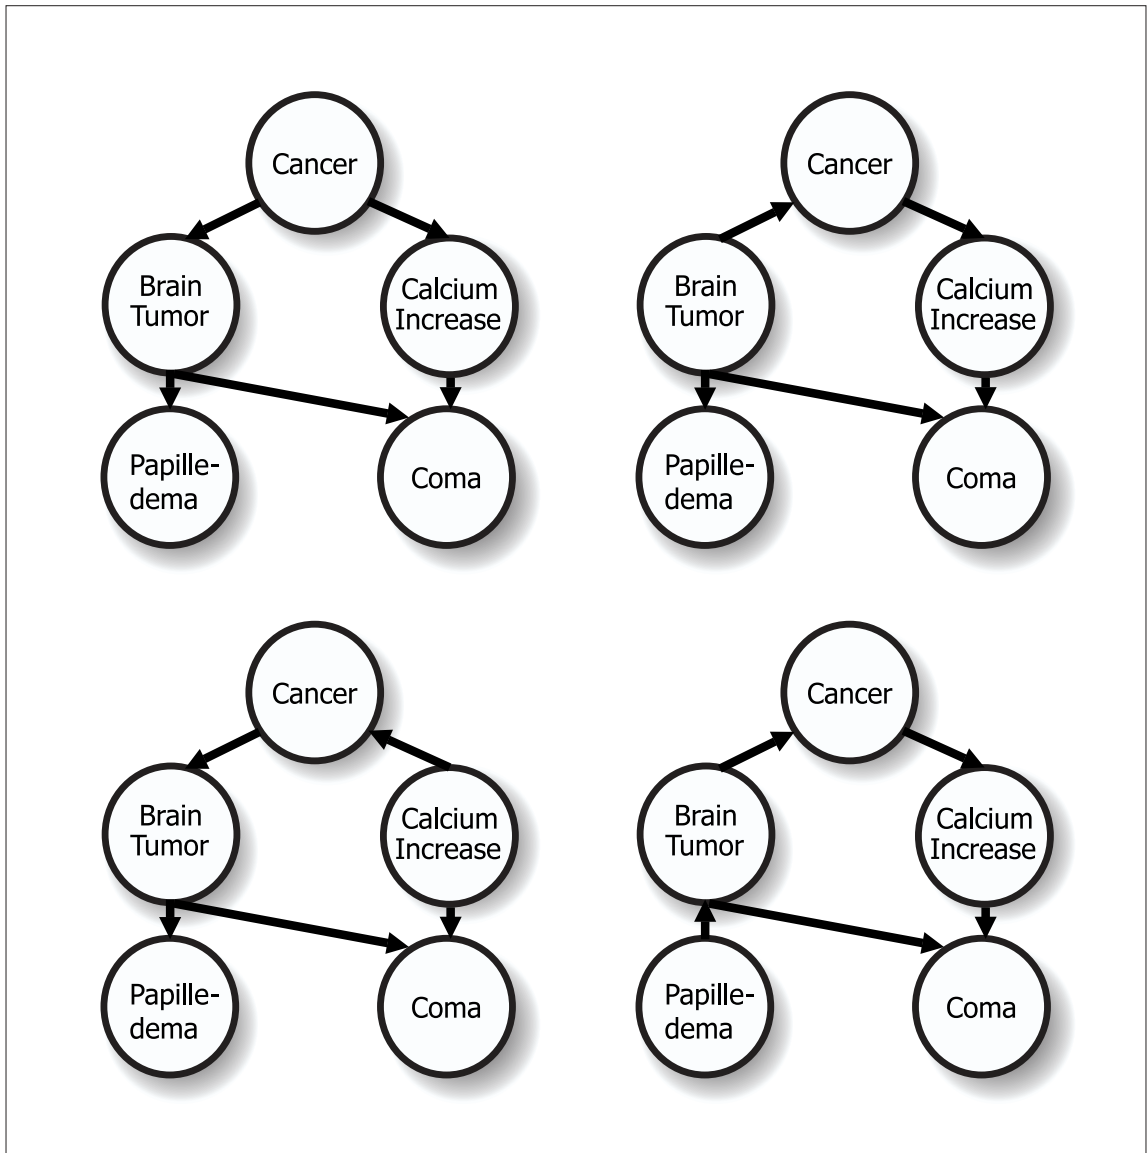 Cancer
Brain
Tumor
Calcium
Increase
Papille-
dema
Coma
Cancer
Brain
Tumor
Calcium
Increase
Papille-
dema
Coma
Cancer
Brain
Tumor
Calcium
Increase
Papille-
dema
Coma
Cancer
Brain
Tumor
Calcium
Increase
Papille-
dema
Coma